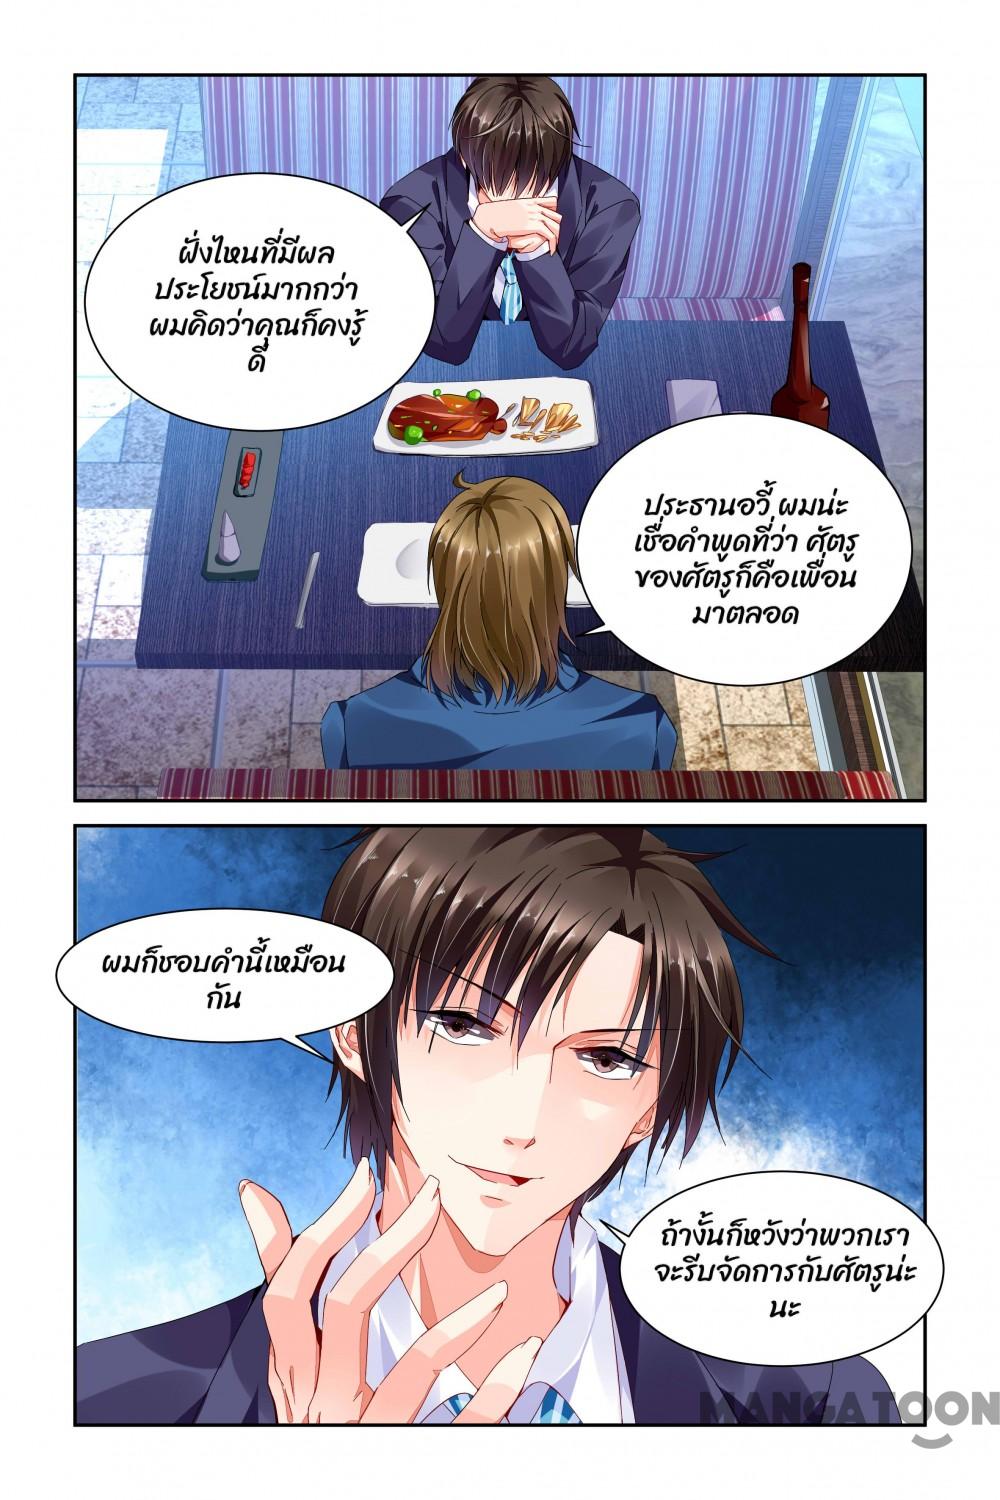 ฝั่งไหนที่มีผล
ประโยชน์มากกว่า
ผมคิดว่าคุณก็คงรู้
ดี
ประธานอวี้ ผมน่ะ
เชื่อคำพูดที่ว่า ศัตรู
ของศัตรูก็คือเพื่อน
มาตลอด
ผมก็ชอบคำนี้เหมือน
กัน
ถ้างั้นก็หวังว่าพวกเรา
จะรีบจัดการกับศัตรูน่ะ
นะ
MANGATOON